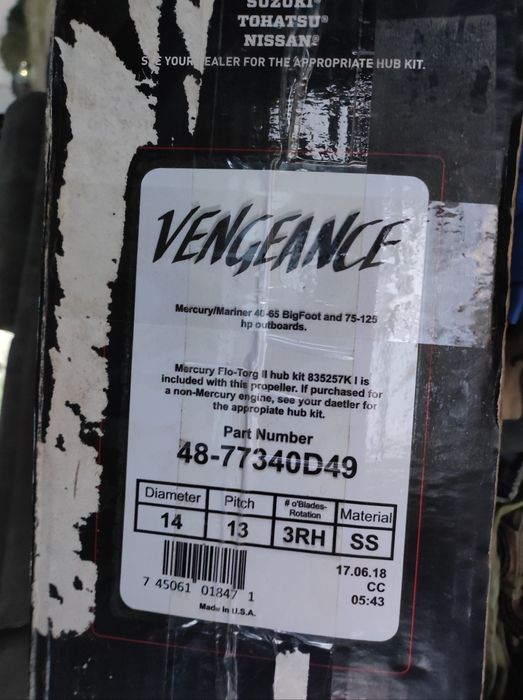 SUZUKI®
TOHATSU®
NISSAN®
SEE YOUR DEALER FOR THE APPROPRIATE HUB KIT.
VENGEANCE
Mercury/Mariner 40-65 BigFoot and 75-125
hp outboards.
Mercury Flo-Torg II hub kit 835257K I is
included with this propeller. If purchased for
a non-Mercury engine, see your daetler for
the appropiate hub kit.
Part Number
48-77340D49
Diameter Pitch # o'Blades- Material
Rotation
14 13 3RH SS
17.06.18
CC
05:43
7 45061 01847 1
Made in U.S.A.